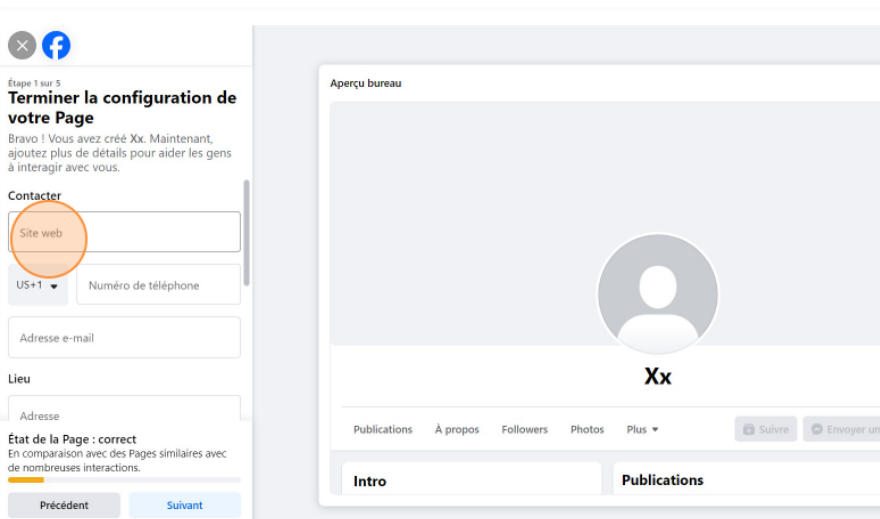 Étape 1 sur 5
Terminer la configuration de
votre Page
Bravo ! Vous avez créé Xx. Maintenant,
ajoutez plus de détails pour aider les gens
à interagir avec vous.
Contacter
Site web
US+1
Numéro de téléphone
Adresse e-mail
Lieu
Adresse
État de la Page : correct
En comparaison avec des Pages similaires avec
de nombreuses interactions.
Précédent
Suivant
Aperçu bureau
Xx
Publications
À propos
Followers
Photos
Plus
Suivre
Envoyer un
Intro
Publications